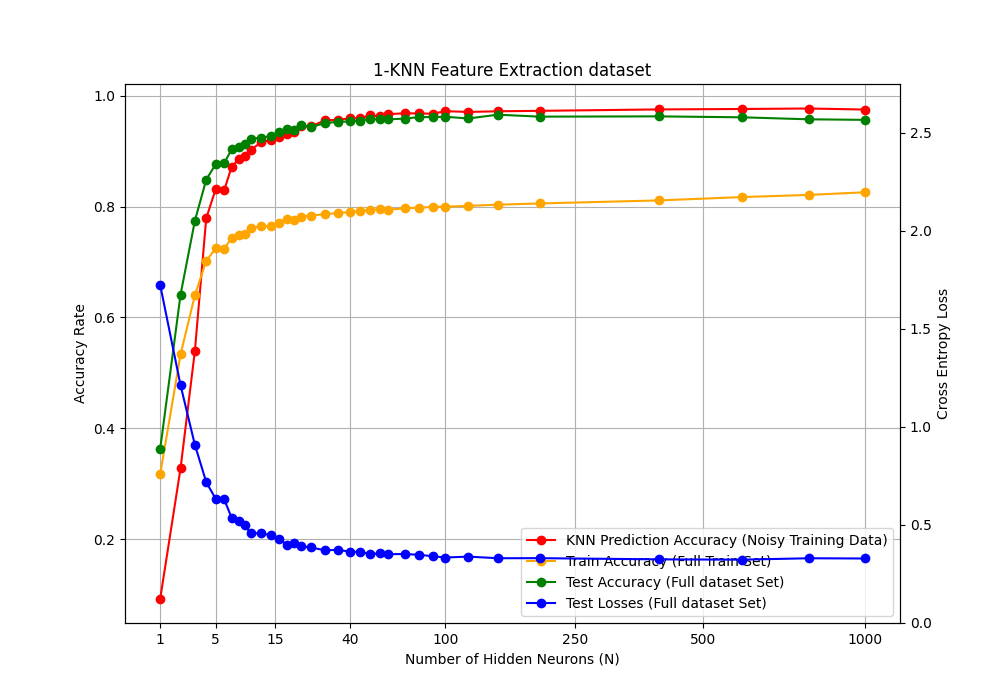 1-KNN Feature Extraction dataset
1.0
0.8
0.6
0.4
0.2
Accuracy Rate
2.5
2.0
1.5
1.0
0.5
0.0
Cross Entropy Loss
KNN Prediction Accuracy (Noisy Training Data)
Train Accuracy (Full Train Set)
Test Accuracy (Full dataset Set)
Test Losses (Full dataset Set)
1 5 15 40 100 250 500 1000
Number of Hidden Neurons (N)